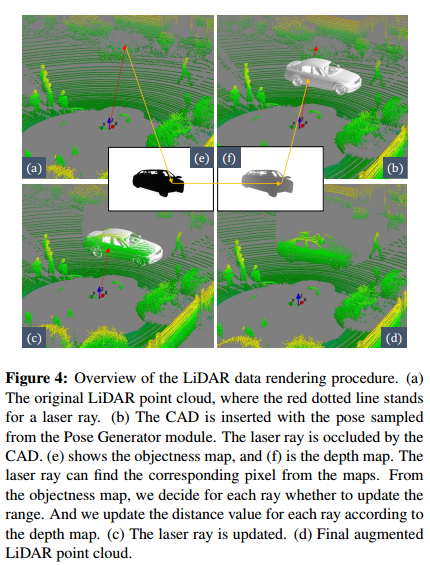 (e)
(f)
(a)
(b)
(c)
(d)
Figure 4: Overview of the LiDAR data rendering procedure. (a)
The original LiDAR point cloud, where the red dotted line stands
for a laser ray. (b) The CAD is inserted with the pose sampled
from the Pose Generator module. The laser ray is occluded by the
CAD. (e) shows the objectness map, and (f) is the depth map. The
laser ray can find the corresponding pixel from the maps. From
the objectness map, we decide for each ray whether to update the
range. And we update the distance value for each ray according to
the depth map. (c) The laser ray is updated. (d) Final augmented
LiDAR point cloud.